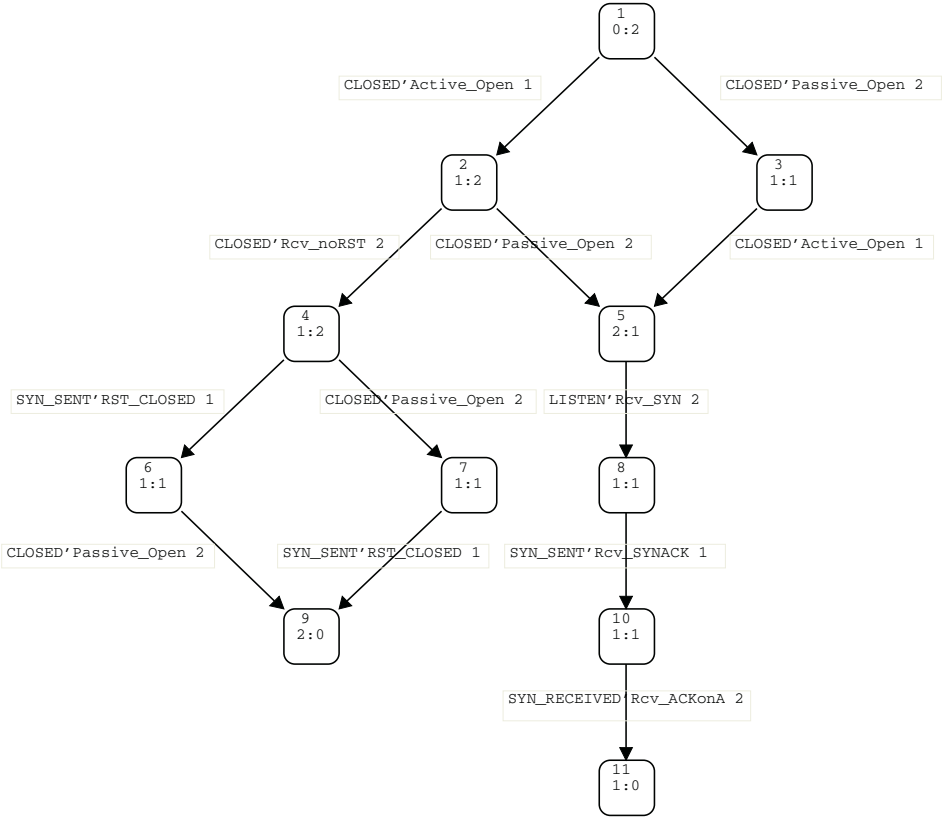 1
0:2
CLOSED'Active_Open 1
CLOSED'Passive_Open 2
2
1:2
3
1:1
CLOSED'Rcv_noRST 2
CLOSED'Passive_Open 2
CLOSED'Active_Open 1
4
1:2
5
2:1
SYN_SENT'RST_CLOSED 1
CLOSED'Passive_Open 2
LISTEN'Rcv_SYN 2
6
1:1
7
1:1
8
1:1
CLOSED'Passive_Open 2
SYN_SENT'RST_CLOSED 1
SYN_SENT'Rcv_SYNACK 1
9
2:0
10
1:1
SYN_RECEIVED'Rcv_ACKonA 2
11
1:0